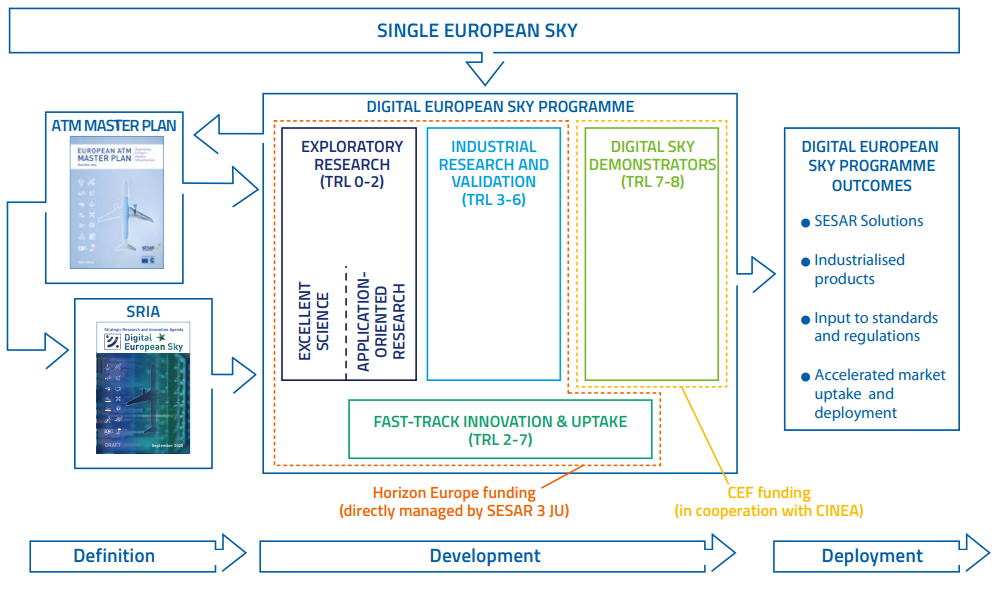 SINGLE EUROPEAN SKY
DIGITAL EUROPEAN SKY PROGRAMME
ATM MASTER PLAN
EUROPEAN ATM
MASTER PLAN
SESAR
SRIA
Strategic Research and Innovation Agenda
Digital
European Sky
DRAFT
September 2020
EXPLORATORY
RESEARCH
(TRL 0-2)
EXCELLENT
SCIENCE
APPLICATION-
ORIENTED
RESEARCH
INDUSTRIAL
RESEARCH AND
VALIDATION
(TRL 3-6)
DIGITAL SKY
DEMONSTRATORS
(TRL 7-8)
FAST-TRACK INNOVATION & UPTAKE
(TRL 2-7)
Horizon Europe funding
(directly managed by SESAR 3 JU)
CEF funding
(in cooperation with CINEA)
DIGITAL EUROPEAN
SKY PROGRAMME
OUTCOMES
● SESAR Solutions
● Industrialised
products
● Input to standards
and regulations
● Accelerated market
uptake and
deployment
Definition
Development
Deployment